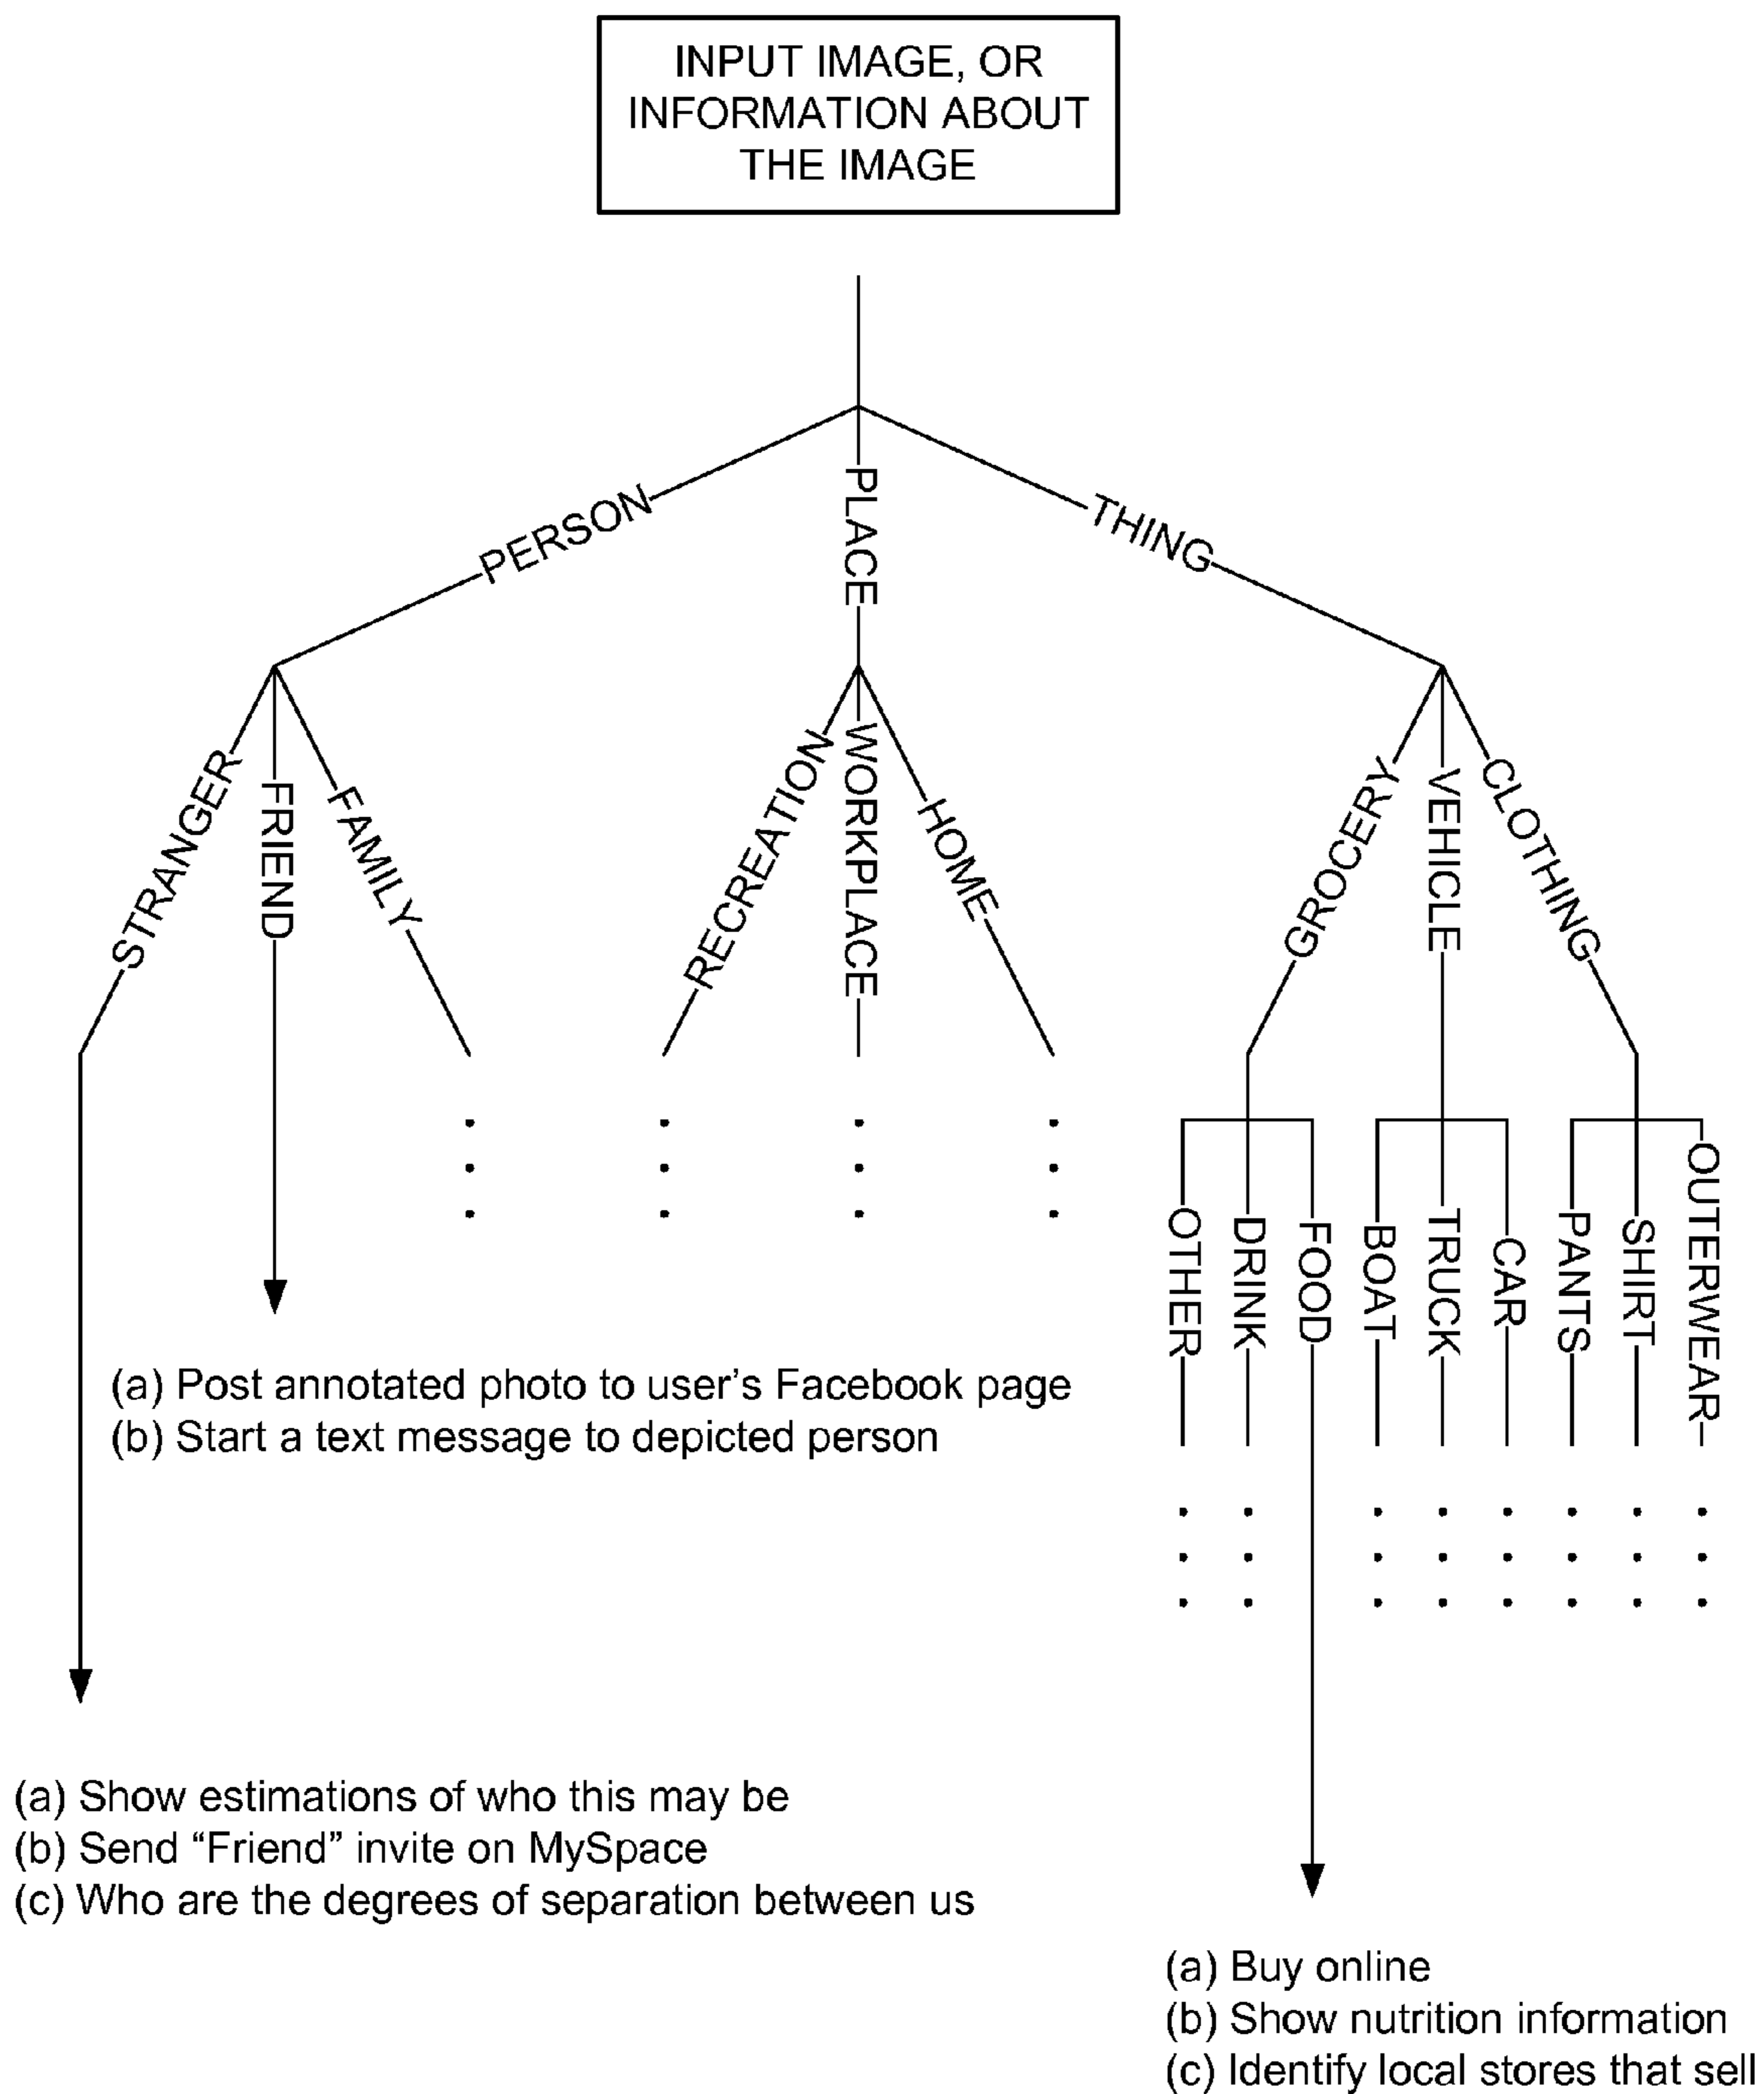 INPUT IMAGE, OR
INFORMATION ABOUT
THE IMAGE
PERSON
PLACE
THING
STRANGER
FRIEND
FAMILY
RECREATION
WORKPLACE
HOME
GROCERY
VEHICLE
CLOTHING
OTHER
DRINK
FOOD
BOAT
TRUCK
CAR
PANTS
SHIRT
OUTERWEAR
(a) Post annotated photo to user’s Facebook page
(b) Start a text message to depicted person
(a) Show estimations of who this may be
(b) Send “Friend” invite on MySpace
(c) Who are the degrees of separation between us
(a) Buy online
(b) Show nutrition information
(c) Identify local stores that sell